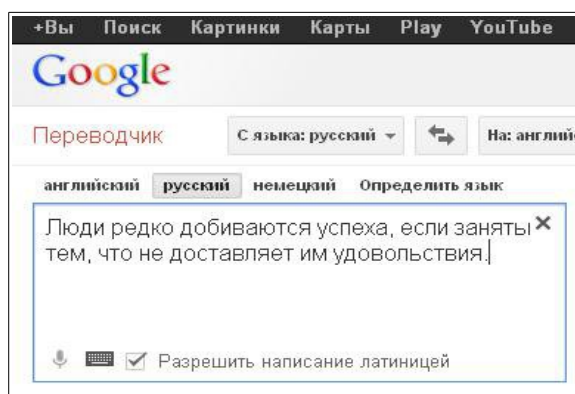 +Вы Поиск Картинки Карты Play YouTube
Google
Переводчик С языка: русский На: англий
английский русский немецкий Определить язык
Люди редко добиваются успеха, если заняты
тем, что не доставляет им удовольствия.
Разрешить написание латиницей